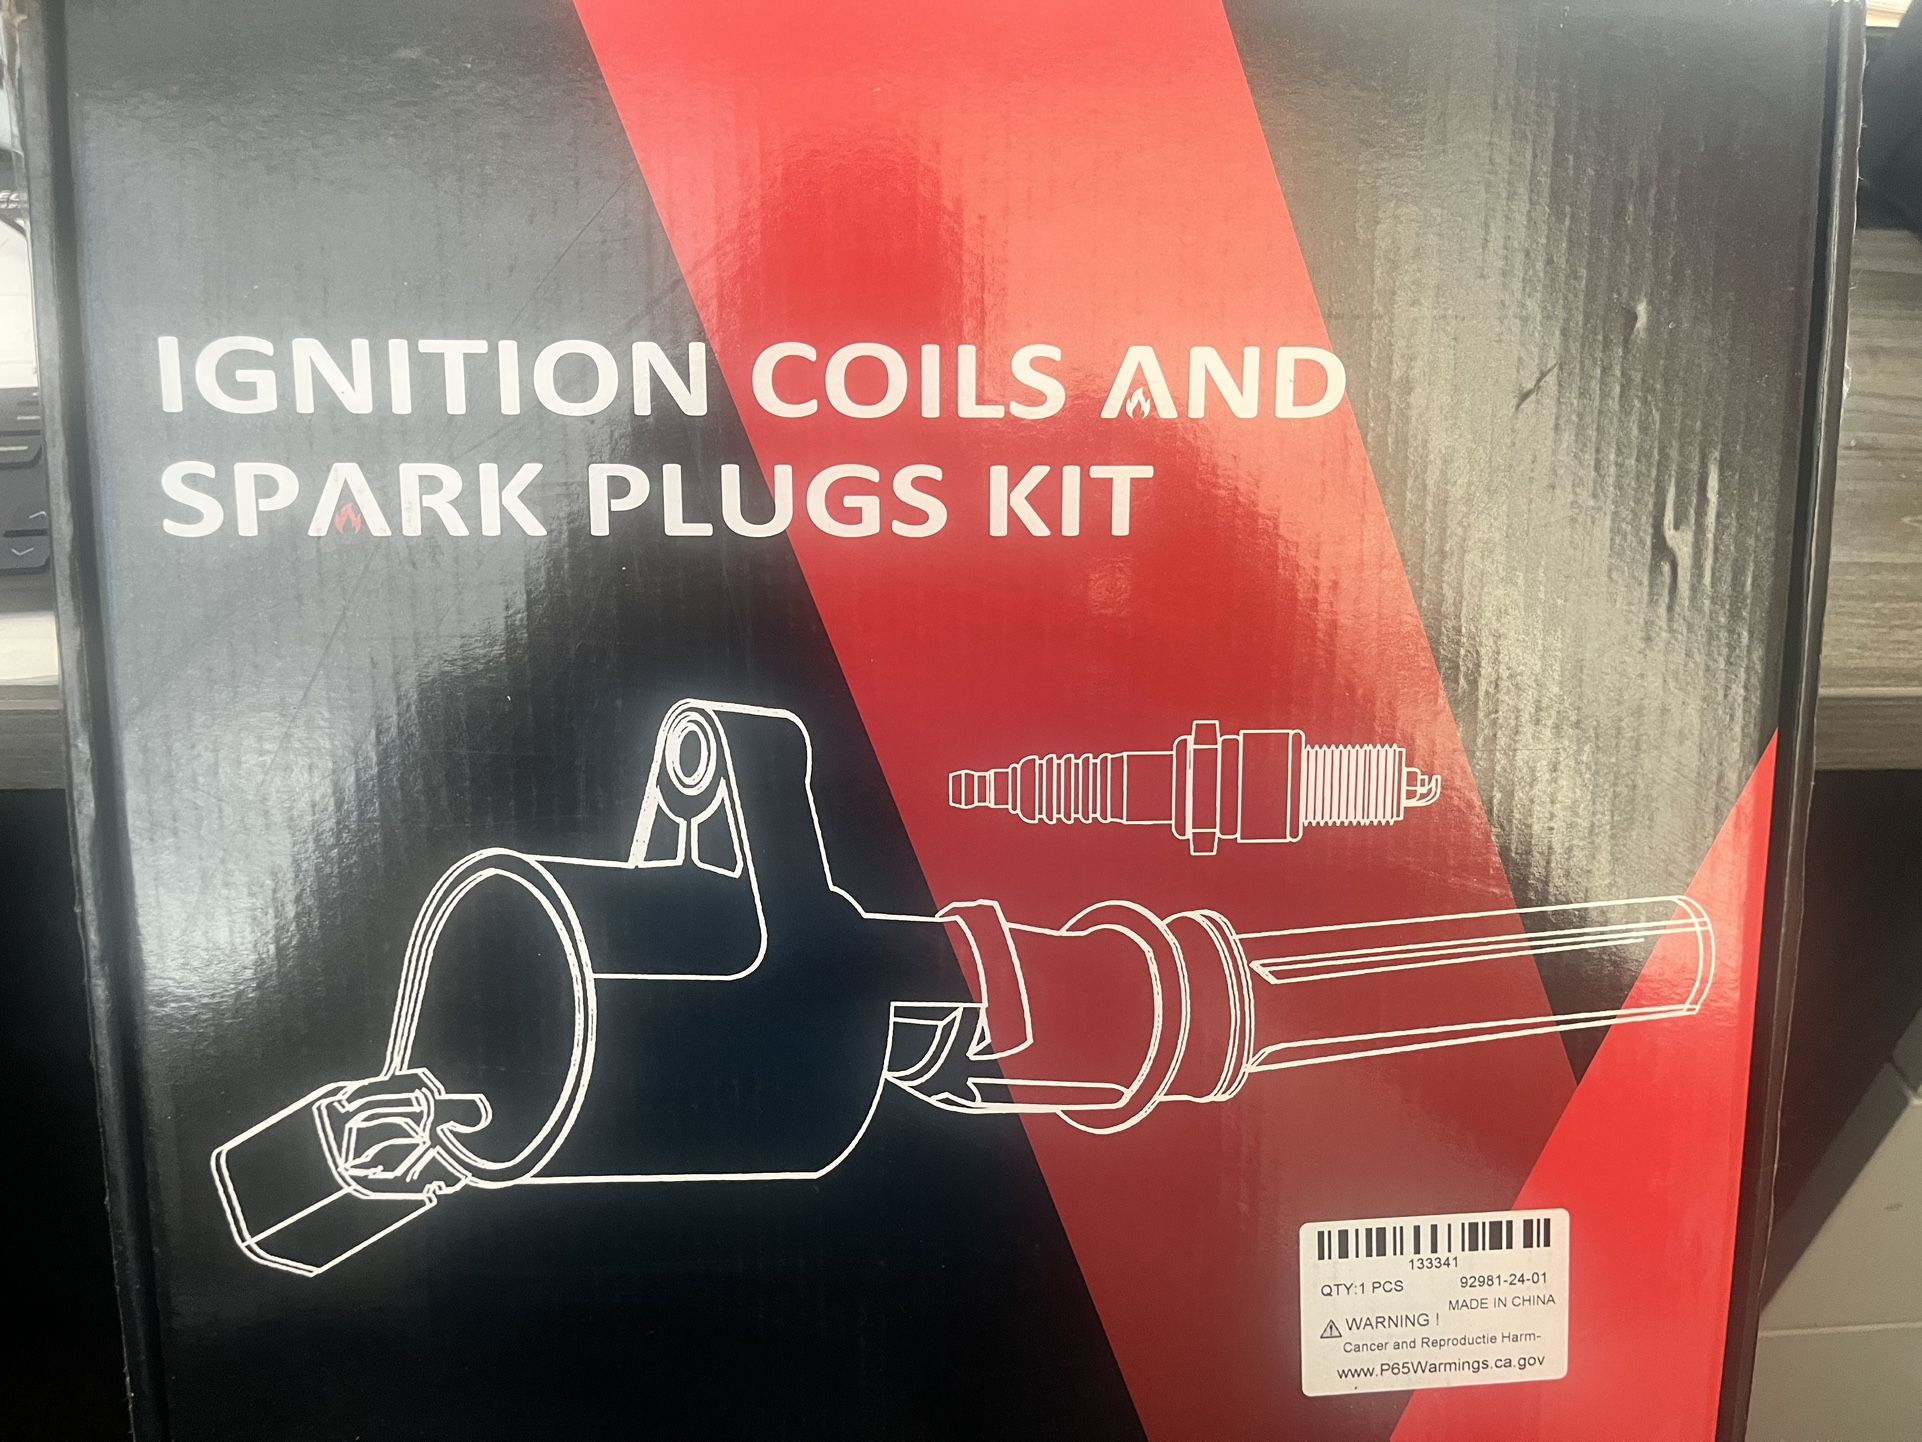 IGNITION COILS AND
SPARK PLUGS KIT
133341
QTY:1 PCS 92981-24-01
MADE IN CHINA
WARNING !
Cancer and Reproductie Harm-
www.P65Warmings.ca.gov